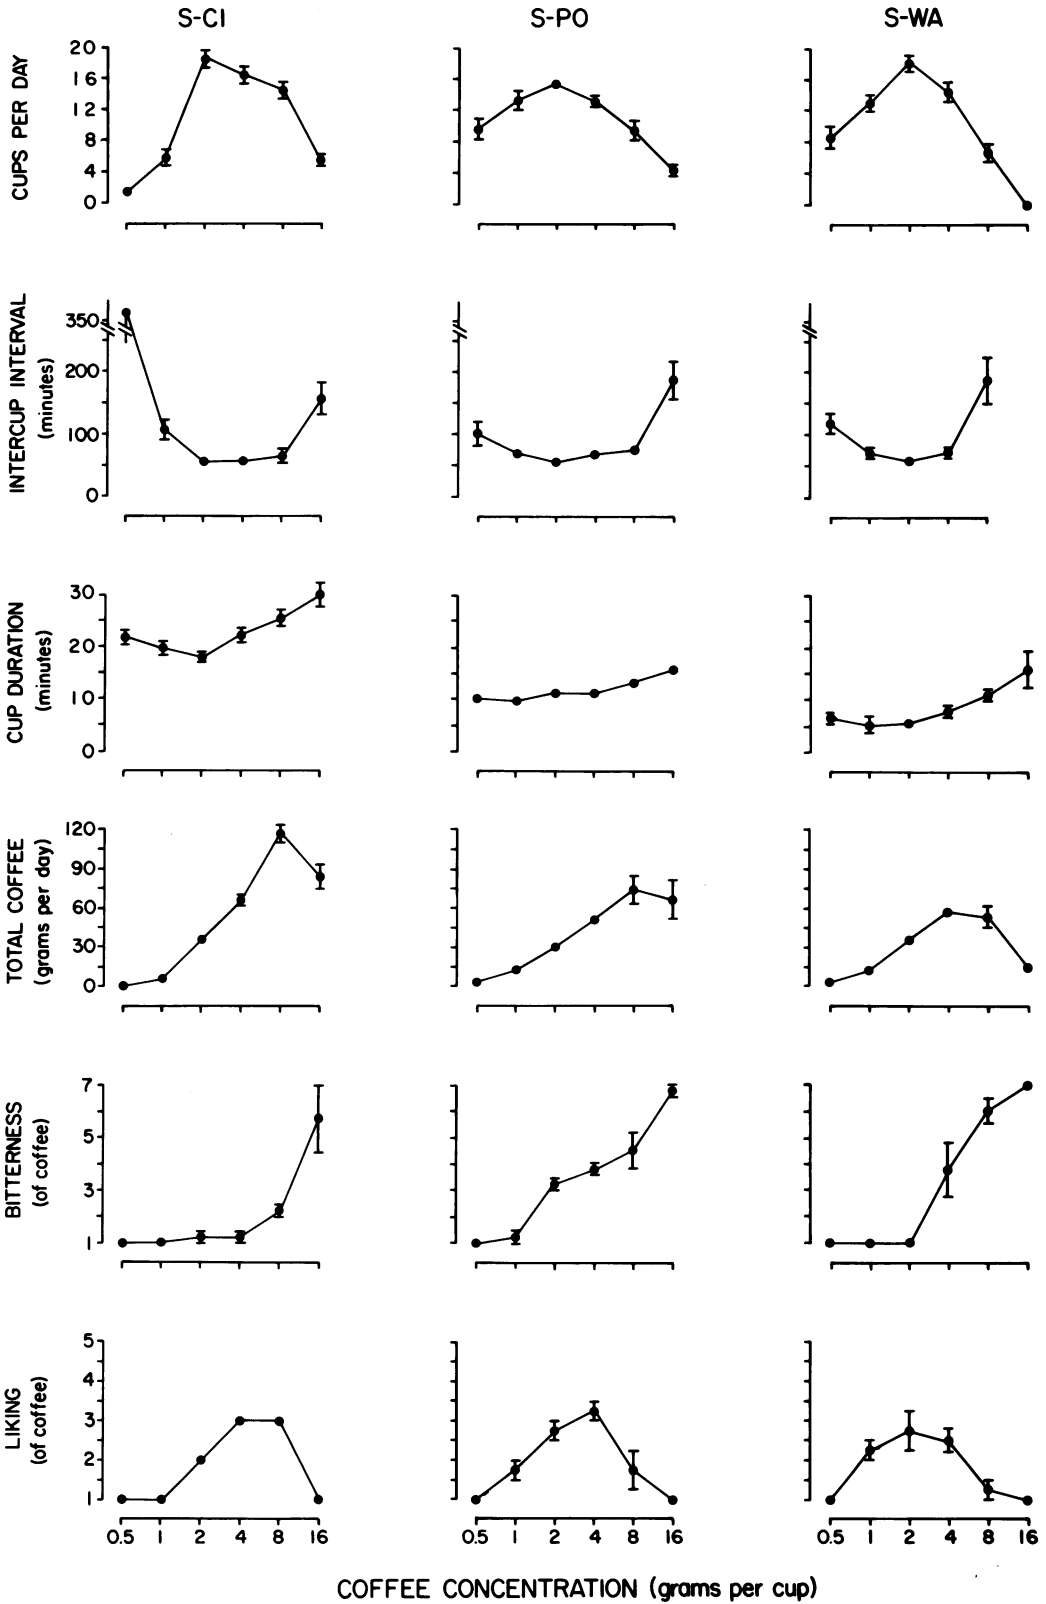 S-CI S-PO S-WA
CUPS PER DAY
20
16
12
8
4
0
INTERCUP INTERVAL
(minutes)
350
200
100
0
CUP DURATION
(minutes)
30
20
10
0
TOTAL COFFEE
(grams per day)
120
90
60
30
0
BITTERNESS
(of coffee)
7
5
3
1
LIKING
(of coffee)
5
4
3
2
1
0.5 1 2 4 8 16 0.5 1 2 4 8 16 0.5 1 2 4 8 16
COFFEE CONCENTRATION (grams per cup)